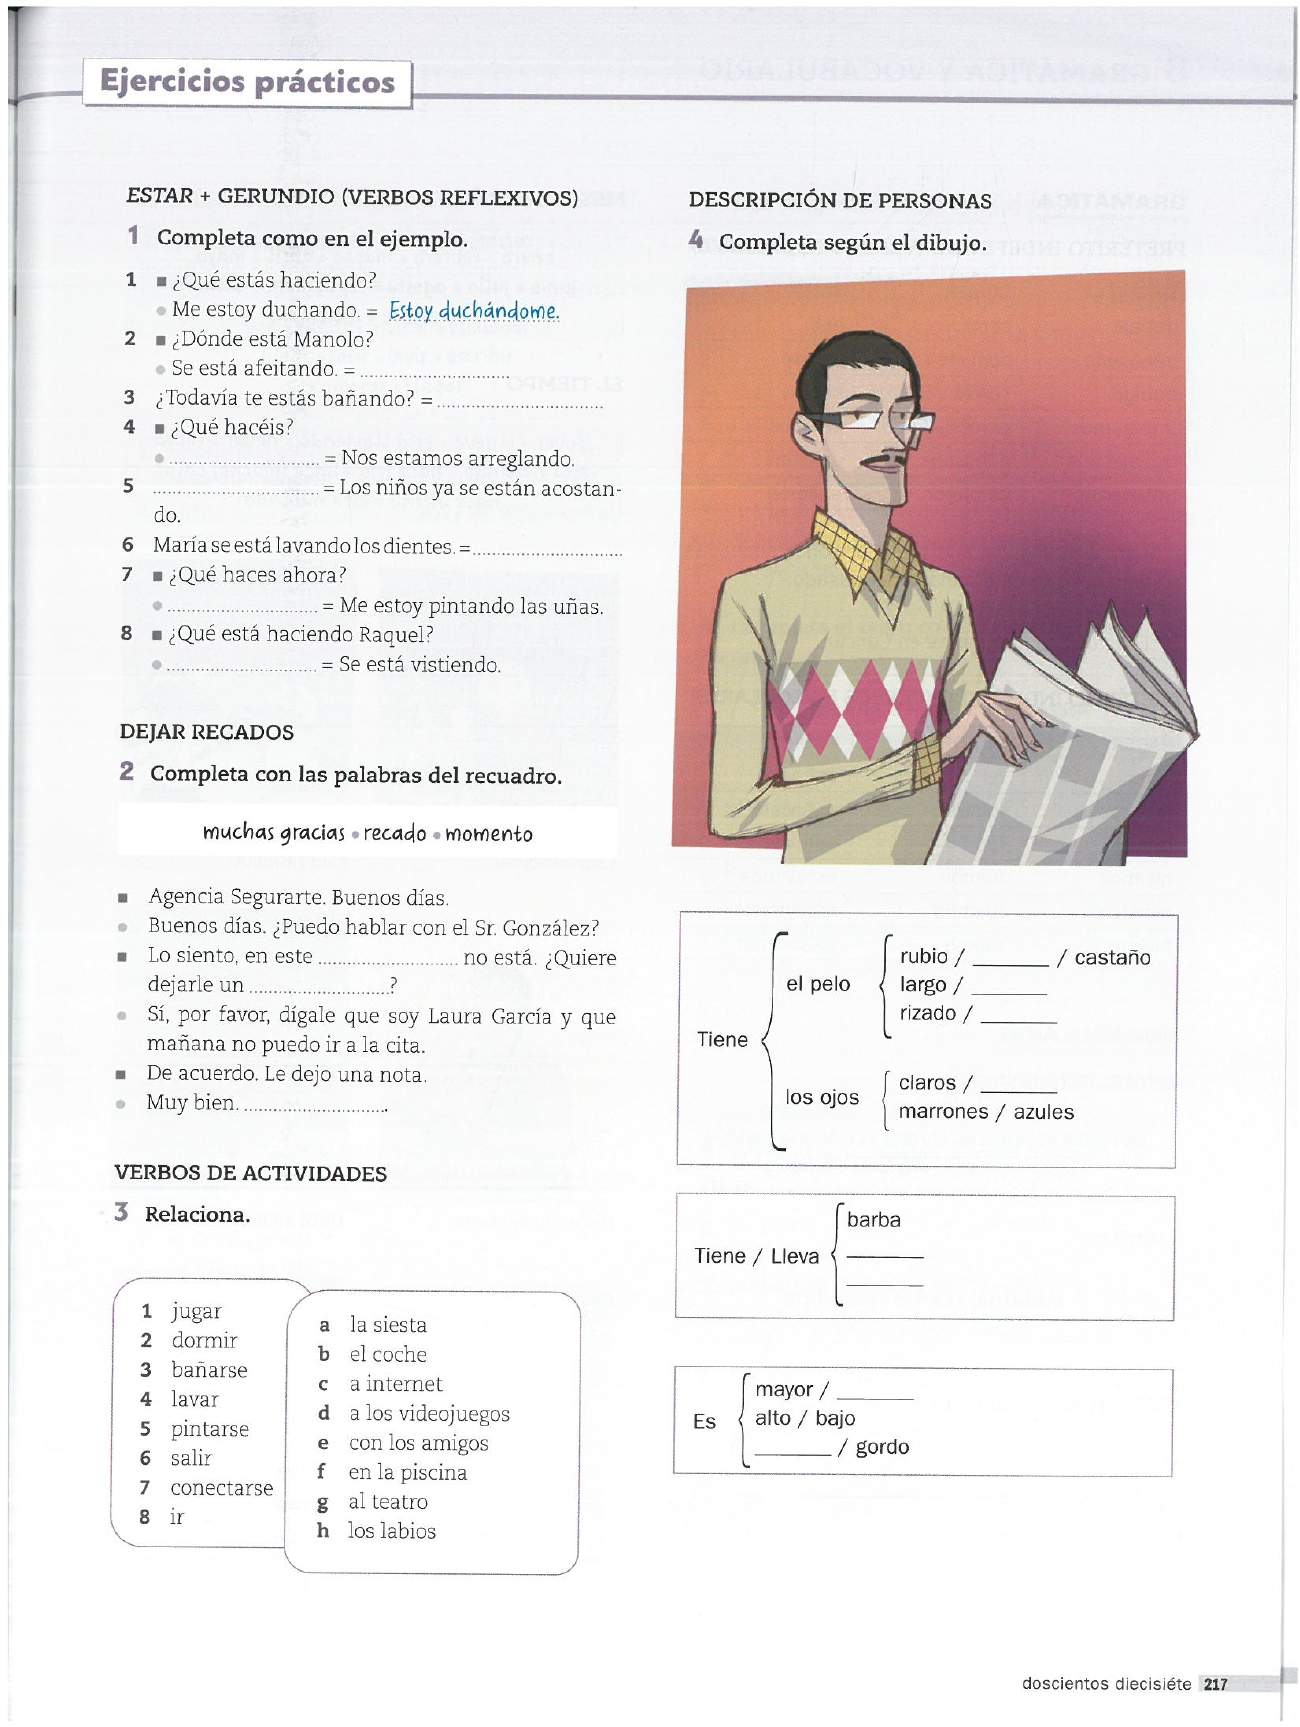 Ejercicios prácticos
ESTAR + GERUNDIO (VERBOS REFLEXIVOS)
1 Completa como en el ejemplo.
1 ■ ¿Qué estás haciendo?
● Me estoy duchando. = Estoy duchándome.
2 ■ ¿Dónde está Manolo?
● Se está afeitando. = ..............................
3 ¿Todavía te estás bañando? = ..............................
4 ■ ¿Qué hacéis?
● .............................. = Nos estamos arreglando.
5 .............................. = Los niños ya se están acostan-
do.
6 María se está lavando los dientes. = ..............................
7 ■ ¿Qué haces ahora?
● .............................. = Me estoy pintando las uñas.
8 ■ ¿Qué está haciendo Raquel?
● .............................. = Se está vistiendo.
DEJAR RECADOS
2 Completa con las palabras del recuadro.
muchas gracias • recado • momento
■ Agencia Segurarte. Buenos días.
● Buenos días. ¿Puedo hablar con el Sr. González?
■ Lo siento, en este ............................ no está. ¿Quiere
dejarle un ............................?
● Sí, por favor, dígale que soy Laura García y que
mañana no puedo ir a la cita.
■ De acuerdo. Le dejo una nota.
● Muy bien. .............................
VERBOS DE ACTIVIDADES
3 Relaciona.
1 jugar
2 dormir
3 bañarse
4 lavar
5 pintarse
6 salir
7 conectarse
8 ir
a la siesta
b el coche
c a internet
d a los videojuegos
e con los amigos
f en la piscina
g al teatro
h los labios
DESCRIPCIÓN DE PERSONAS
4 Completa según el dibujo.
Tiene
el pelo
rubio / _______ / castaño
largo / _______
rizado / _______
los ojos
claros / _______
marrones / azules
Tiene / Lleva
barba
_______
_______
Es
mayor / _______
alto / bajo
_______ / gordo
doscientos diecisiéte 217